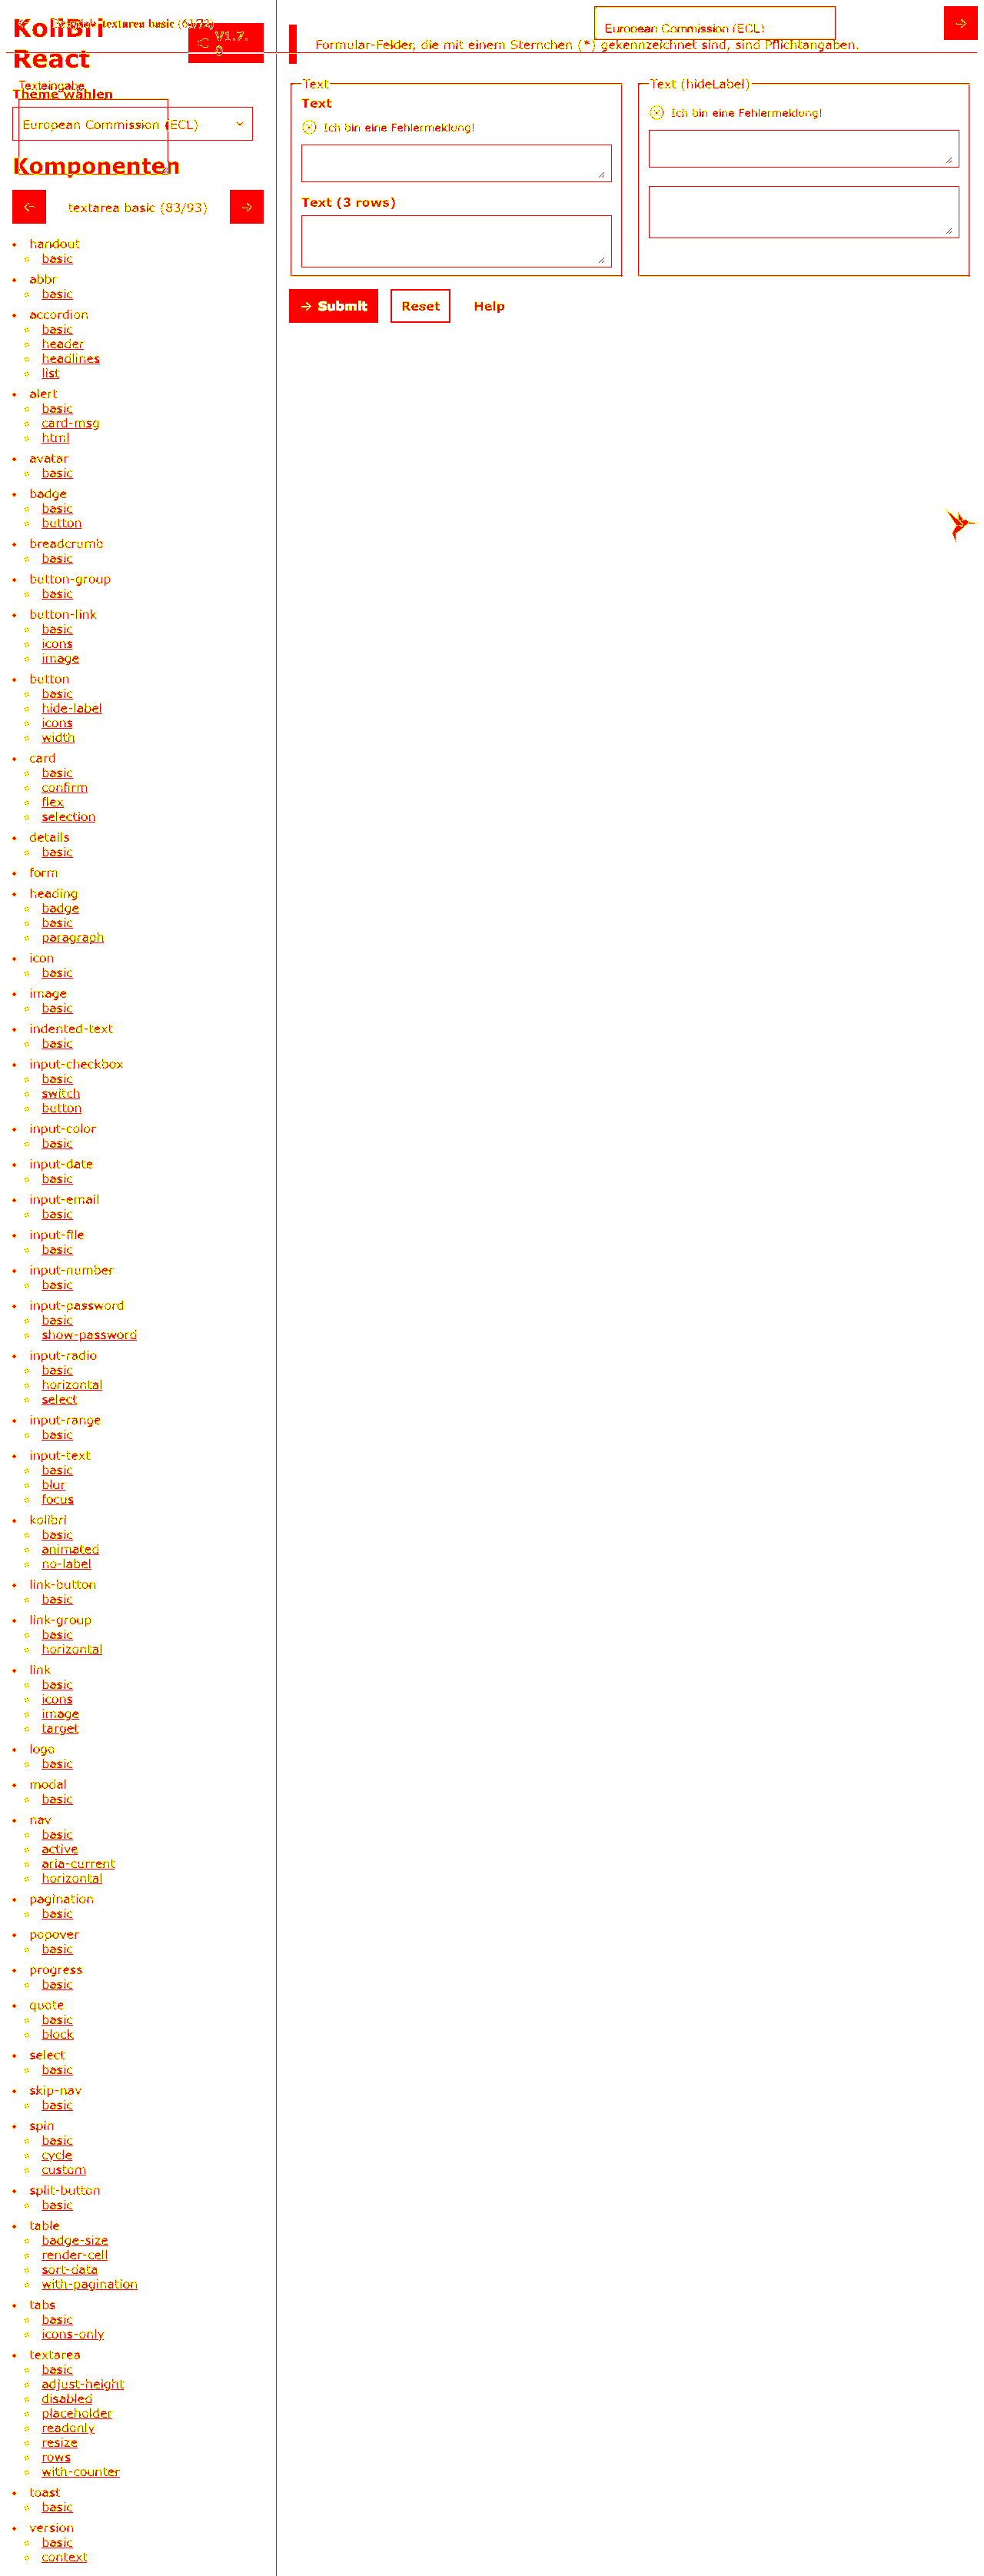 KoliBri
React
textarea basic (63/72)
V1.7.
0
European Commission (ECL)
Formular-Felder, die mit einem Sternchen (*) gekennzeichnet sind, sind Pflichtangaben.
Texteingabe
Theme wählen
European Commission (ECL)
Komponenten
textarea basic (83/93)
Text
Text
Ich bin eine Fehlermeldung!
Text (3 rows)
Text (hideLabel)
Ich bin eine Fehlermeldung!
Submit
Reset
Help
handout
basic
abbr
basic
accordion
basic
header
headlines
list
alert
basic
card-msg
html
avatar
basic
badge
basic
button
breadcrumb
basic
button-group
basic
button-link
basic
icons
image
button
basic
hide-label
icons
width
card
basic
confirm
flex
selection
details
basic
form
heading
badge
basic
paragraph
icon
basic
image
basic
indented-text
basic
input-checkbox
basic
switch
button
input-color
basic
input-date
basic
input-email
basic
input-file
basic
input-number
basic
input-password
basic
show-password
input-radio
basic
horizontal
select
input-range
basic
input-text
basic
blur
focus
kolibri
basic
animated
no-label
link-button
basic
link-group
basic
horizontal
link
basic
icons
image
target
logo
basic
modal
basic
nav
basic
active
aria-current
horizontal
pagination
basic
popover
basic
progress
basic
quote
basic
block
select
basic
skip-nav
basic
spin
basic
cycle
custom
split-button
basic
table
badge-size
render-cell
sort-data
with-pagination
tabs
basic
icons-only
textarea
basic
adjust-height
disabled
placeholder
readonly
resize
rows
with-counter
toast
basic
version
basic
context